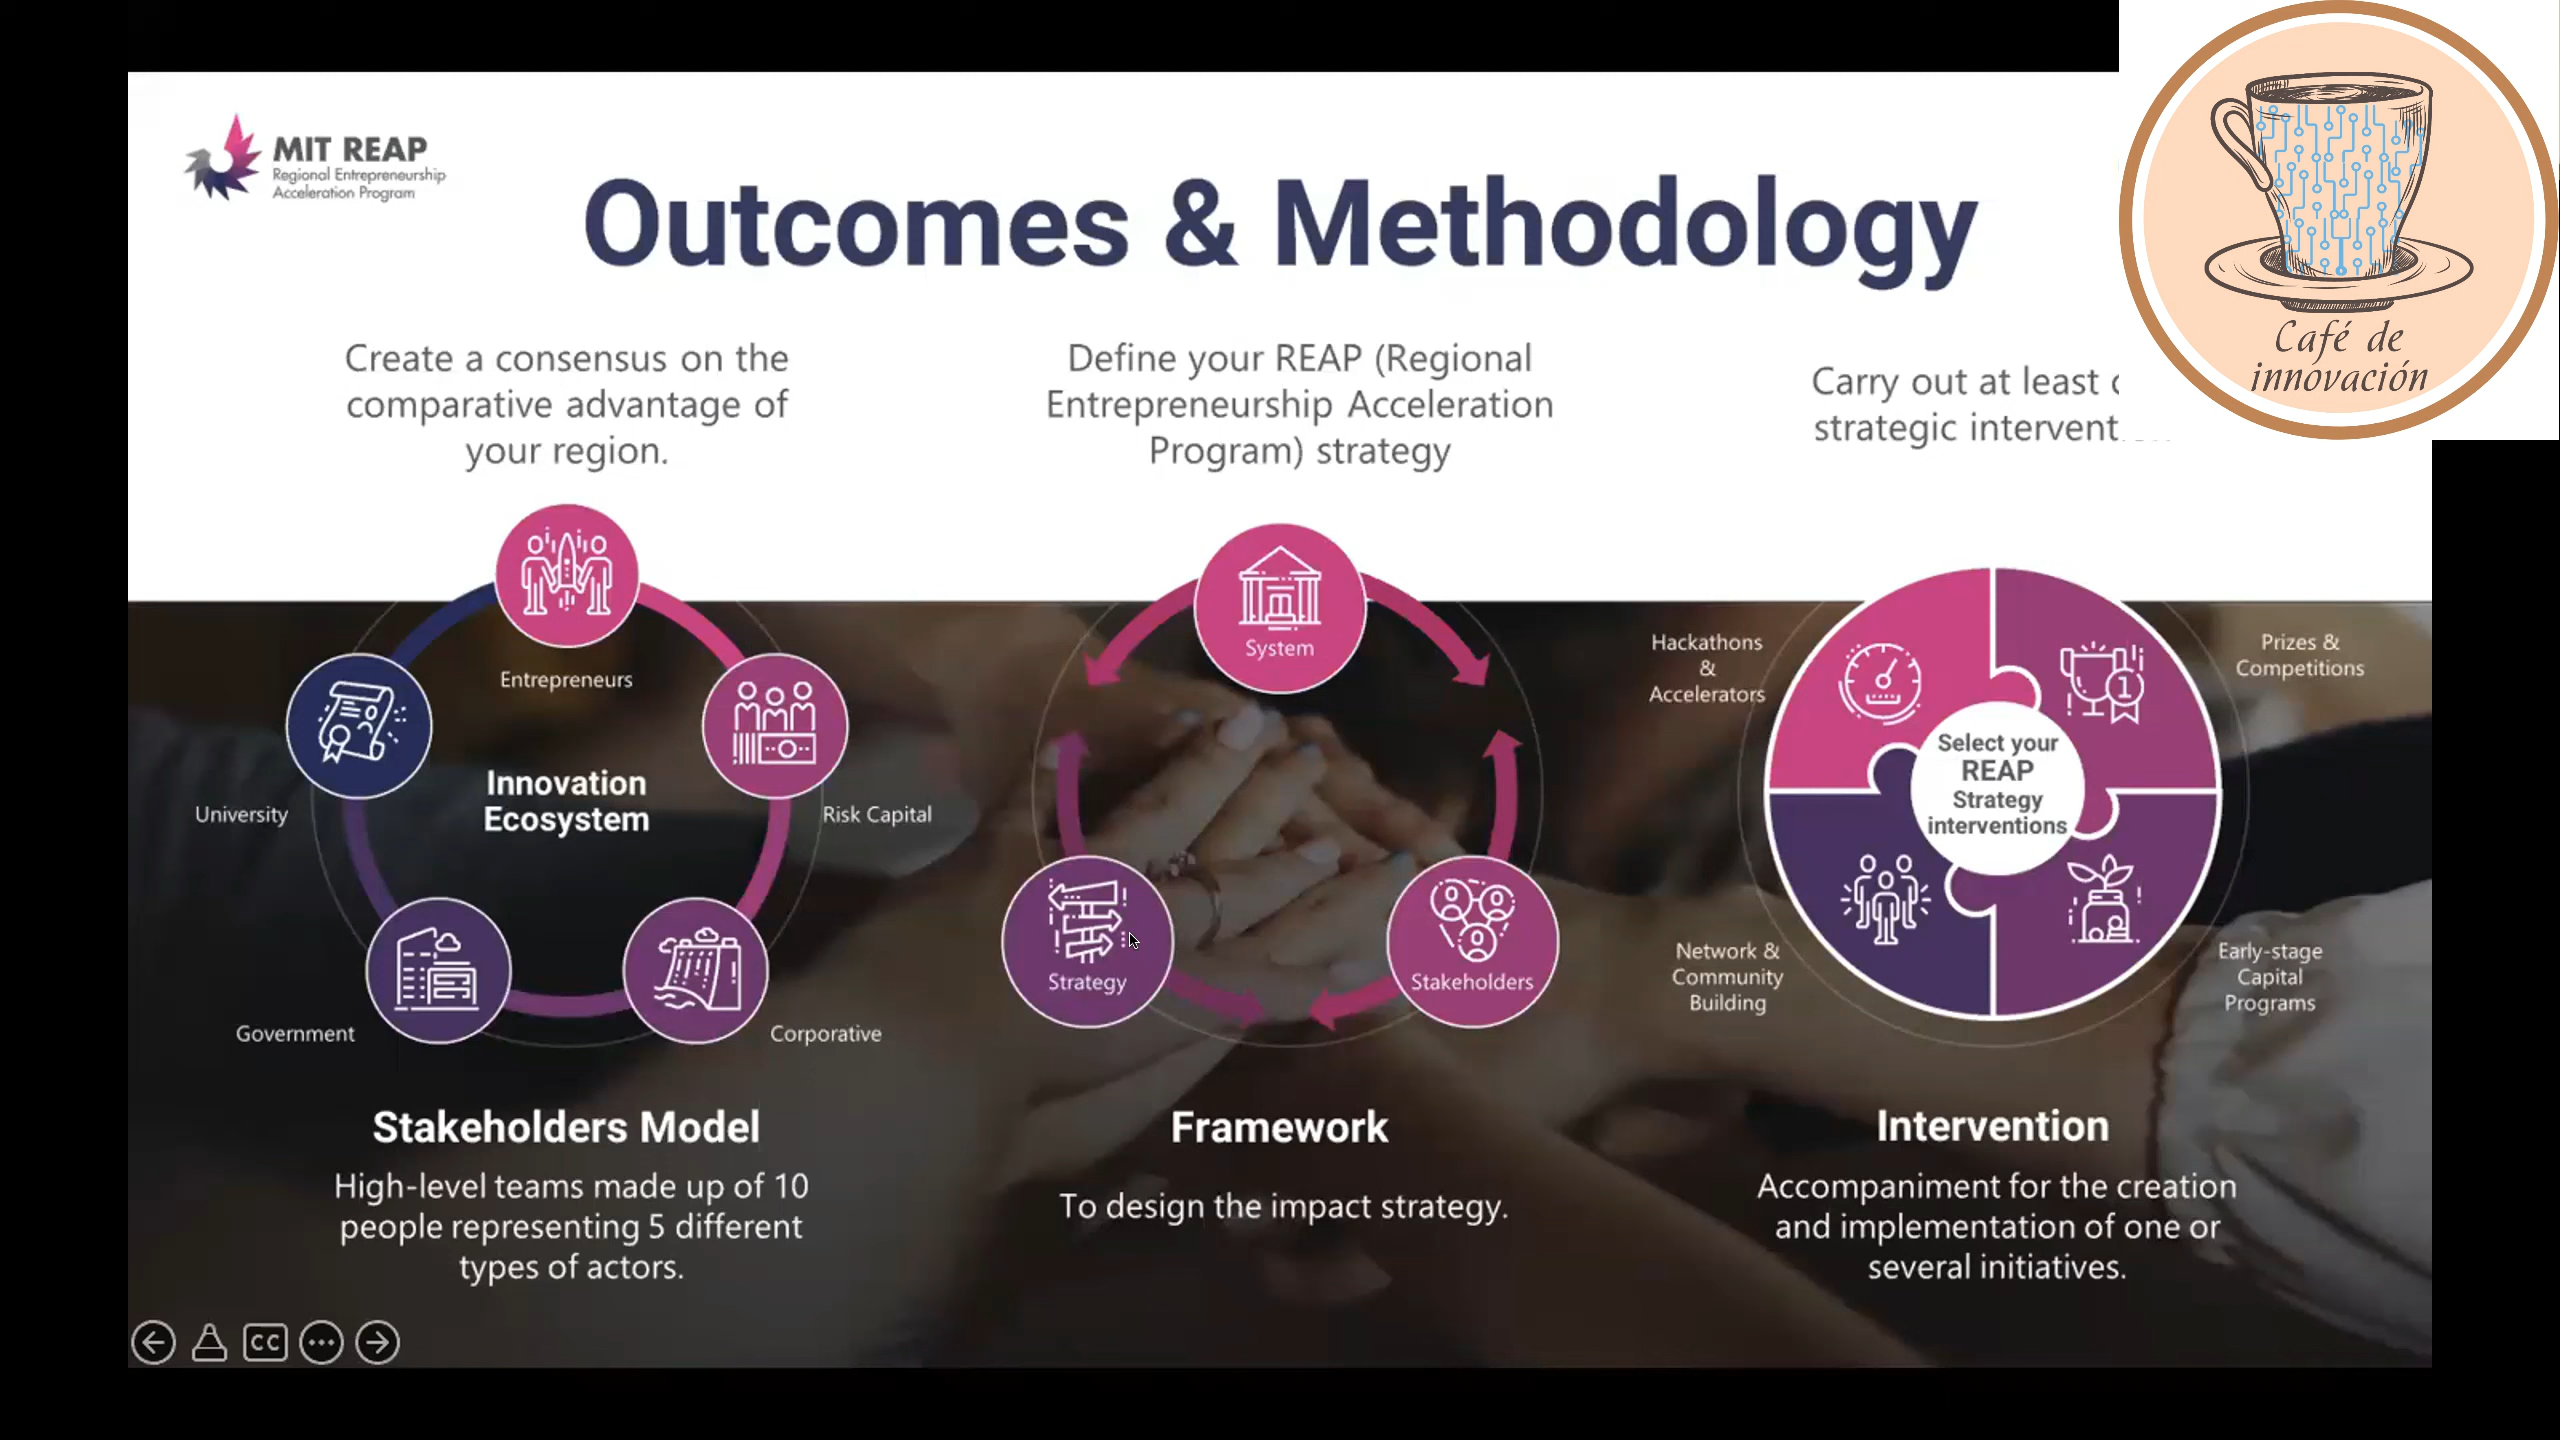 MIT REAP
Regional Entrepreneurship
Acceleration Program
Outcomes & Methodology
Café de
innovación
Create a consensus on the
comparative advantage of
your region.
Define your REAP (Regional
Entrepreneurship Acceleration
Program) strategy
Carry out at least
strategic
Entrepreneurs
University
Innovation
Ecosystem
Risk Capital
Government
Corporative
System
Strategy
Stakeholders
Hackathons
&
Accelerators
Prizes &
Competitions
Select your
REAP
Strategy
interventions
Network &
Community
Building
Early-stage
Capital
Programs
Stakeholders Model
High-level teams made up of 10
people representing 5 different
types of actors.
Framework
To design the impact strategy.
Intervention
Accompaniment for the creation
and implementation of one or
several initiatives.
CC